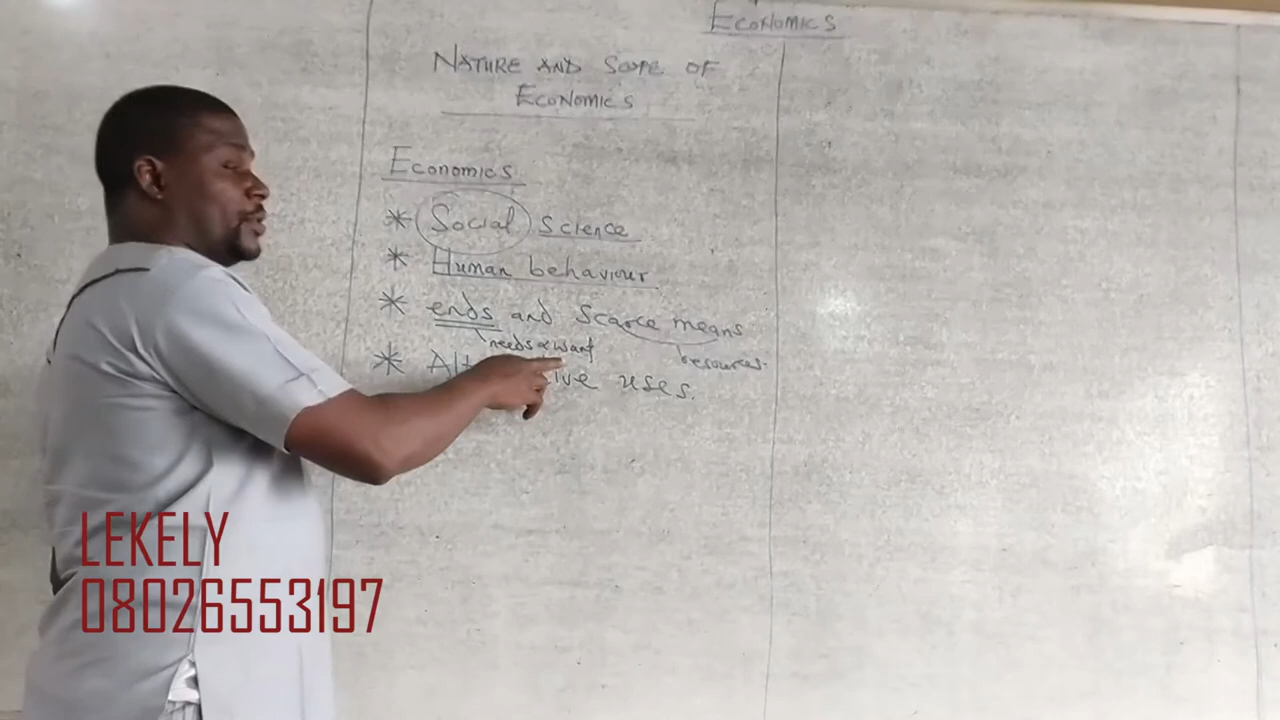 Economics
Nature and Scope of
Economics
Economics
* Social Science
* Human behaviour
* ends and Scarce means
needs & want
resources.
* Alt ive uses.
LEKELY
08026553197